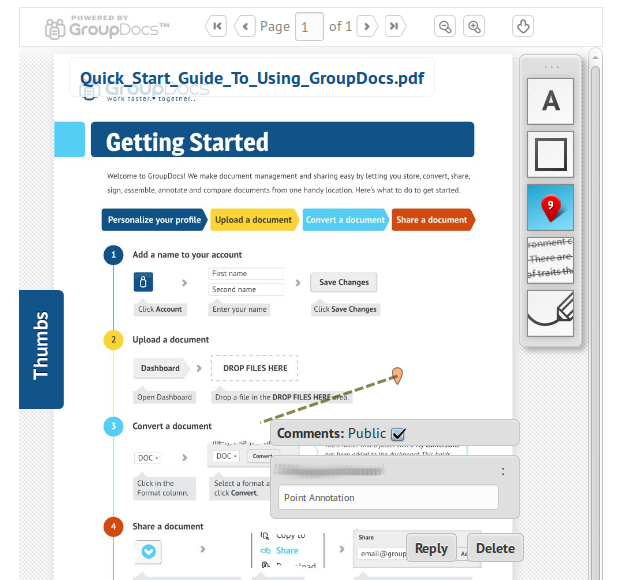 POWERED BY
GroupDocs™
Page 1 of 1
Quick_Start_Guide_To_Using_GroupDocs.pdf
work faster. together..
Getting Started
Welcome to GroupDocs! We make document management and sharing easy by letting you store, convert, share,
sign, assemble, annotate and compare documents from one handy location. Here's what to do to get started.
Personalize your profile
Upload a document
Convert a document
Share a document
1 Add a name to your account
First name
Second name
Save Changes
Click Account
Enter your name
Click Save Changes
2 Upload a document
Dashboard
DROP FILES HERE
Open Dashboard
Drop a file in the DROP FILES HERE area.
3 Convert a document
DOC
DOC
Convert
Click in the
Format column.
Select a format a
click Convert.
Comments: Public
:
Point Annotation
4 Share a document
Copy to
Share
Download
Share
email@group
Reply
Delete
Thumbs
A
9
ronment c
There are
of traits th